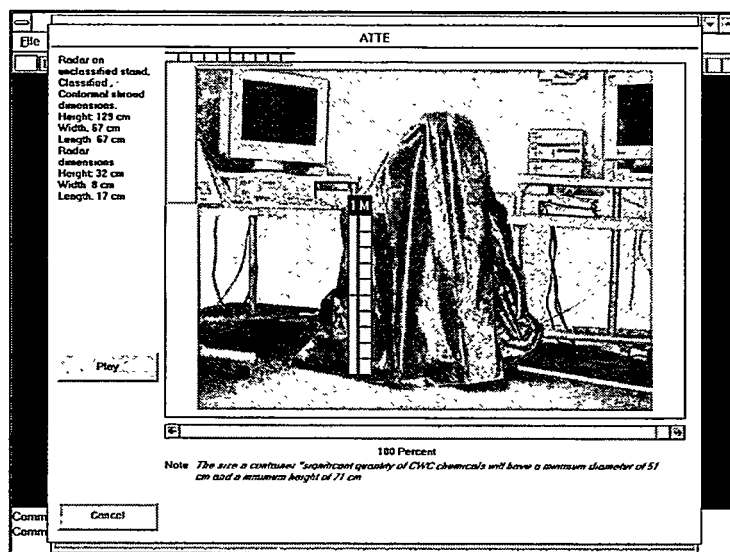 ATTE
File
Radar on
unclassified stand.
Classified,
Conformal shroud
dimensions.
Height: 129 cm
Width. 67 cm
Length 67 cm
Radar
dimensions
Height: 32 cm
Width 8 cm
Length. 17 cm
1M
Play
100 Percent
Note The size a container "significant quantity of CWC chemicals will have a minimum diameter of 51
cm and a minimum height of 71 cm
Cancel
Comm
Comm